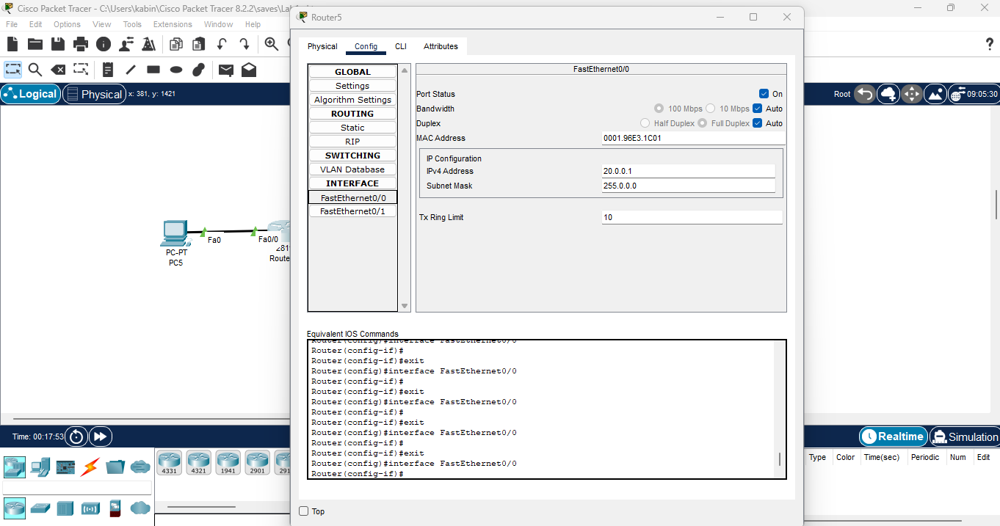 Cisco Packet Tracer - C:\Users\kabin\Cisco Packet Tracer 8.2.2\saves\La
File Edit Options View Tools Extensions Window Help
Logical Physical x: 381, y: 1421
Root 09:05:30
Fa0 Fa0/0
PC-PT
PC5
281
Route
Router5
Physical Config CLI Attributes
GLOBAL
Settings
Algorithm Settings
ROUTING
Static
RIP
SWITCHING
VLAN Database
INTERFACE
FastEthernet0/0
FastEthernet0/1
FastEthernet0/0
Port Status On
Bandwidth 100 Mbps 10 Mbps Auto
Duplex Half Duplex Full Duplex Auto
MAC Address 0001.96E3.1C01
IP Configuration
IPv4 Address 20.0.0.1
Subnet Mask 255.0.0.0
Tx Ring Limit 10
Equivalent IOS Commands
Router(config)#interface FastEthernet0/0
Router(config-if)#
Router(config-if)#exit
Router(config)#interface FastEthernet0/0
Router(config-if)#
Router(config-if)#exit
Router(config)#interface FastEthernet0/0
Router(config-if)#
Router(config-if)#exit
Router(config)#interface FastEthernet0/0
Router(config-if)#
Router(config-if)#exit
Router(config)#interface FastEthernet0/0
Router(config-if)#
Top
Time: 00:17:53
Realtime Simulation
4331 4321 1941 2901 291
Type Color Time(sec) Periodic Num Edit